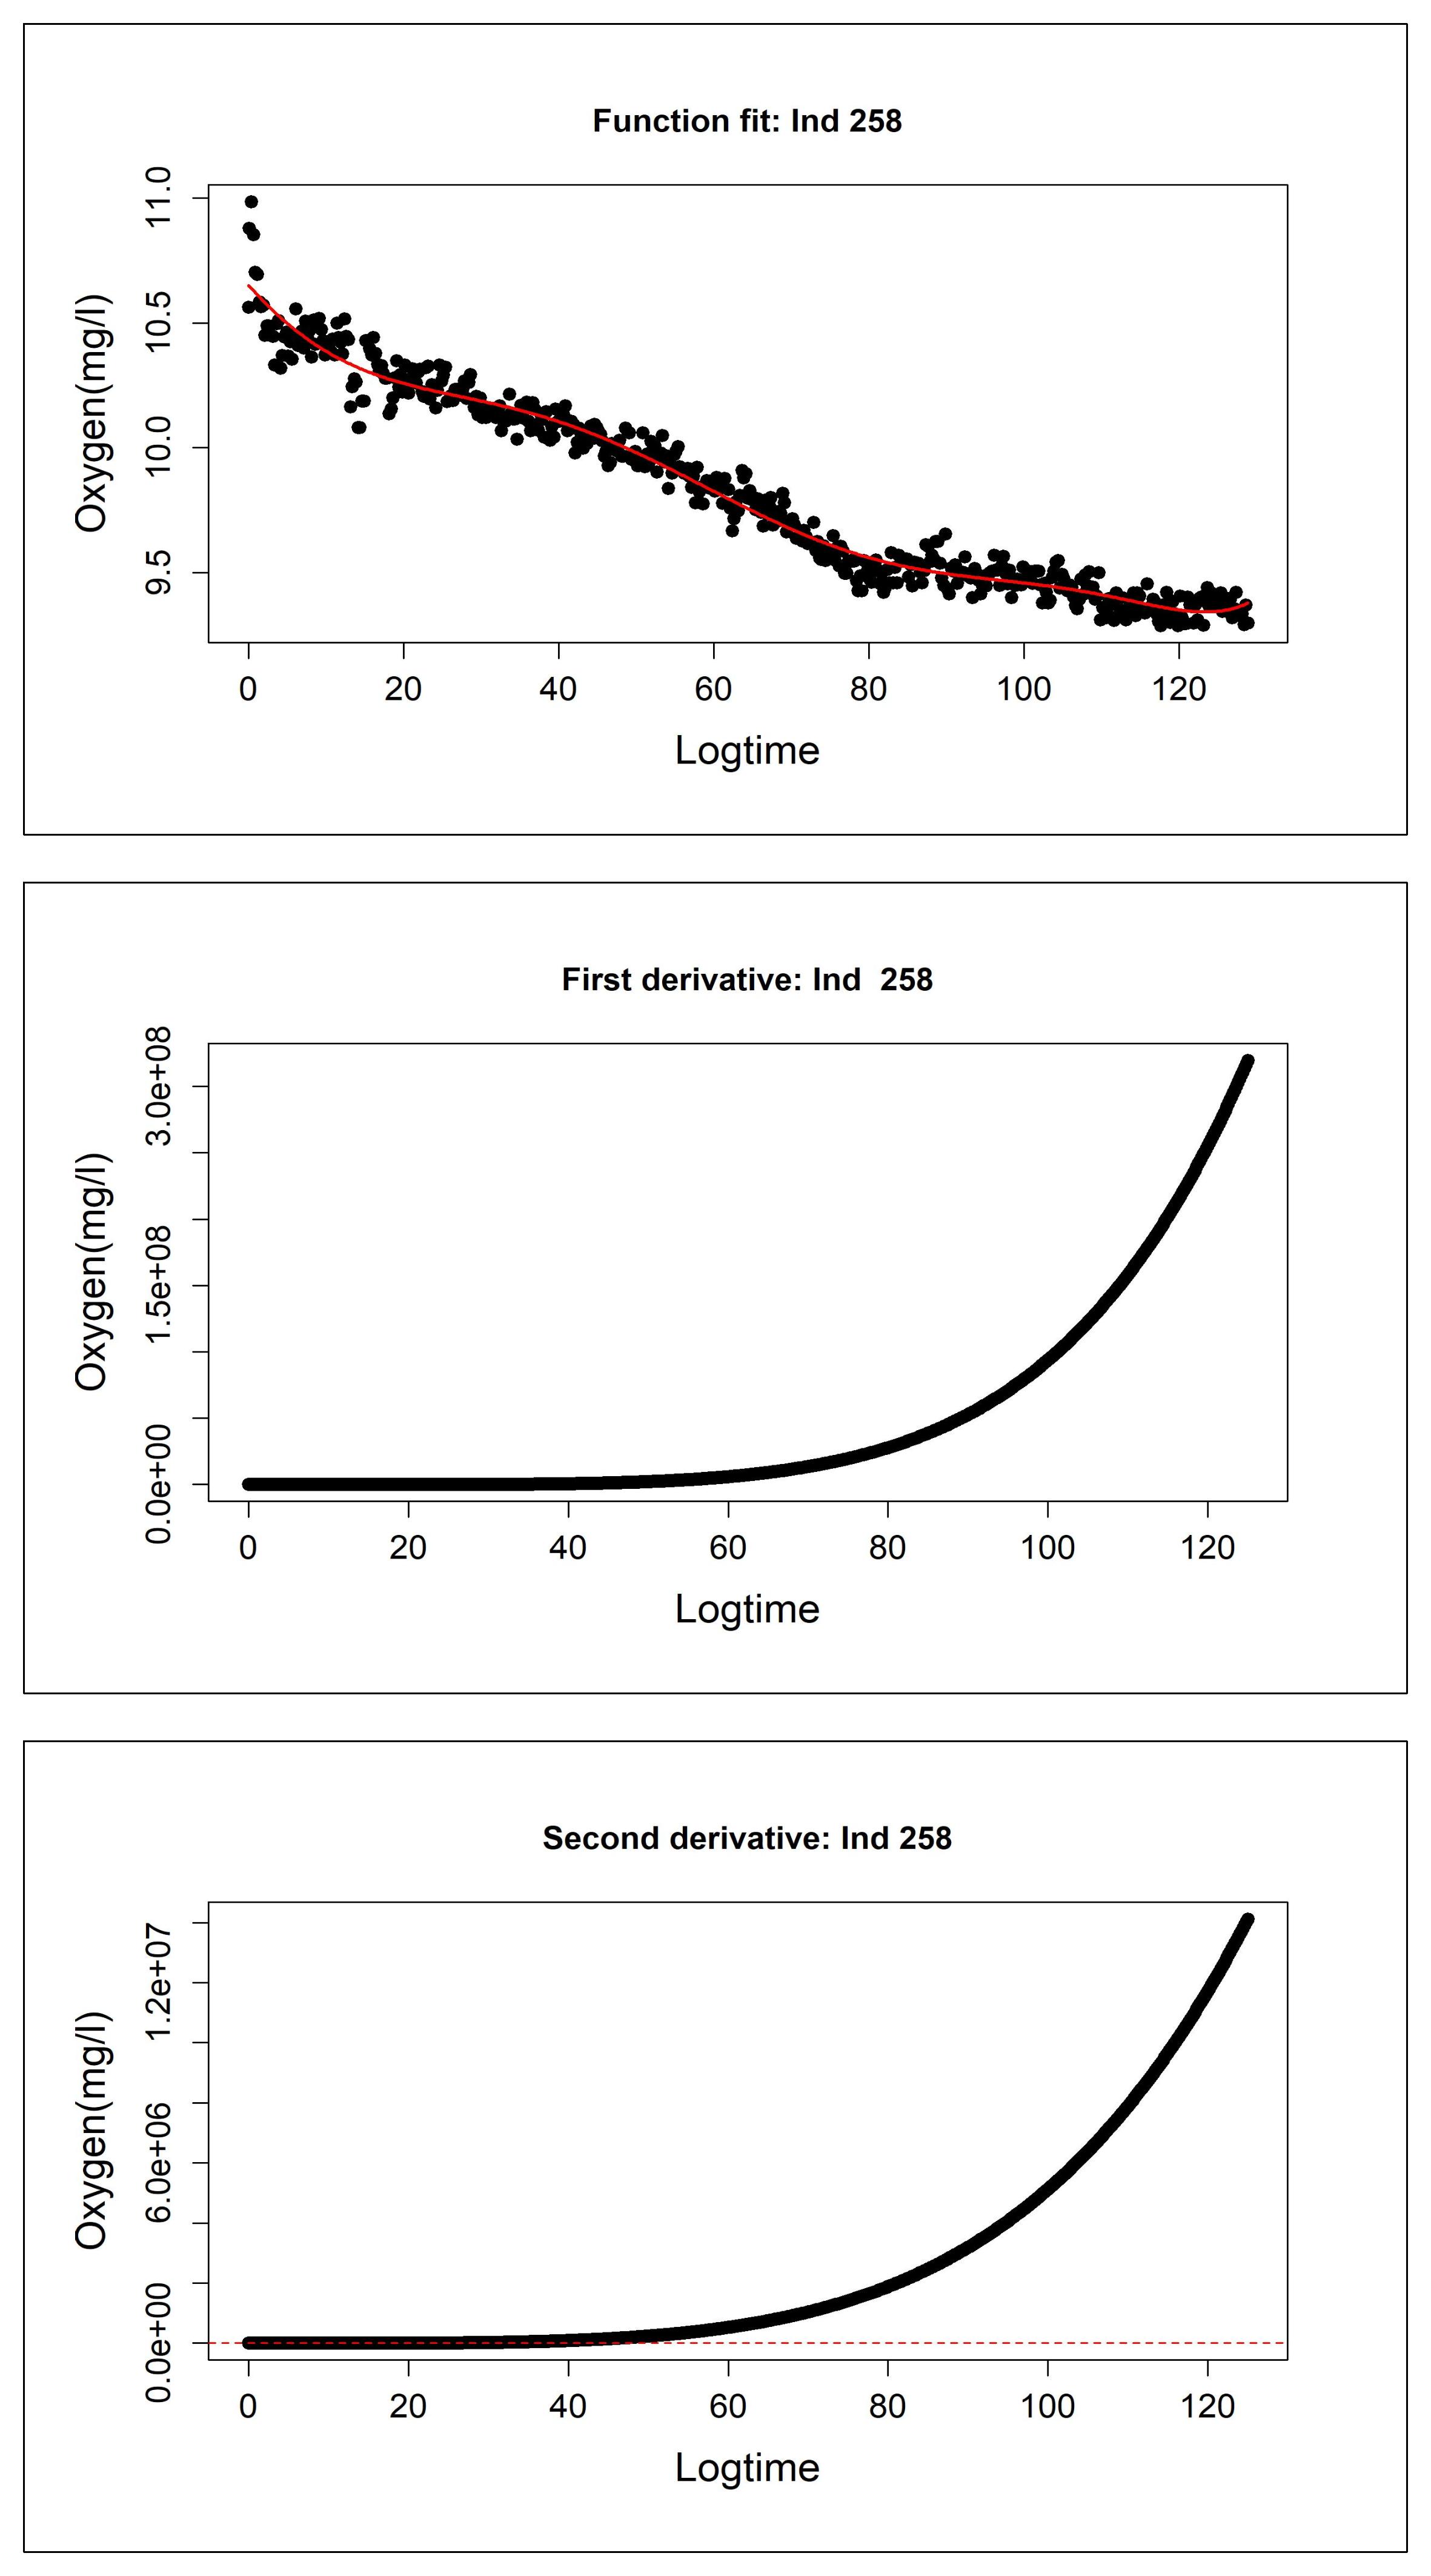 Function fit: Ind 258
Oxygen(mg/l)
11.0
10.5
10.0
9.5
0 20 40 60 80 100 120
Logtime
First derivative: Ind  258
Oxygen(mg/l)
3.0e+08
1.5e+08
0.0e+00
0 20 40 60 80 100 120
Logtime
Second derivative: Ind 258
Oxygen(mg/l)
1.2e+07
6.0e+06
0.0e+00
0 20 40 60 80 100 120
Logtime